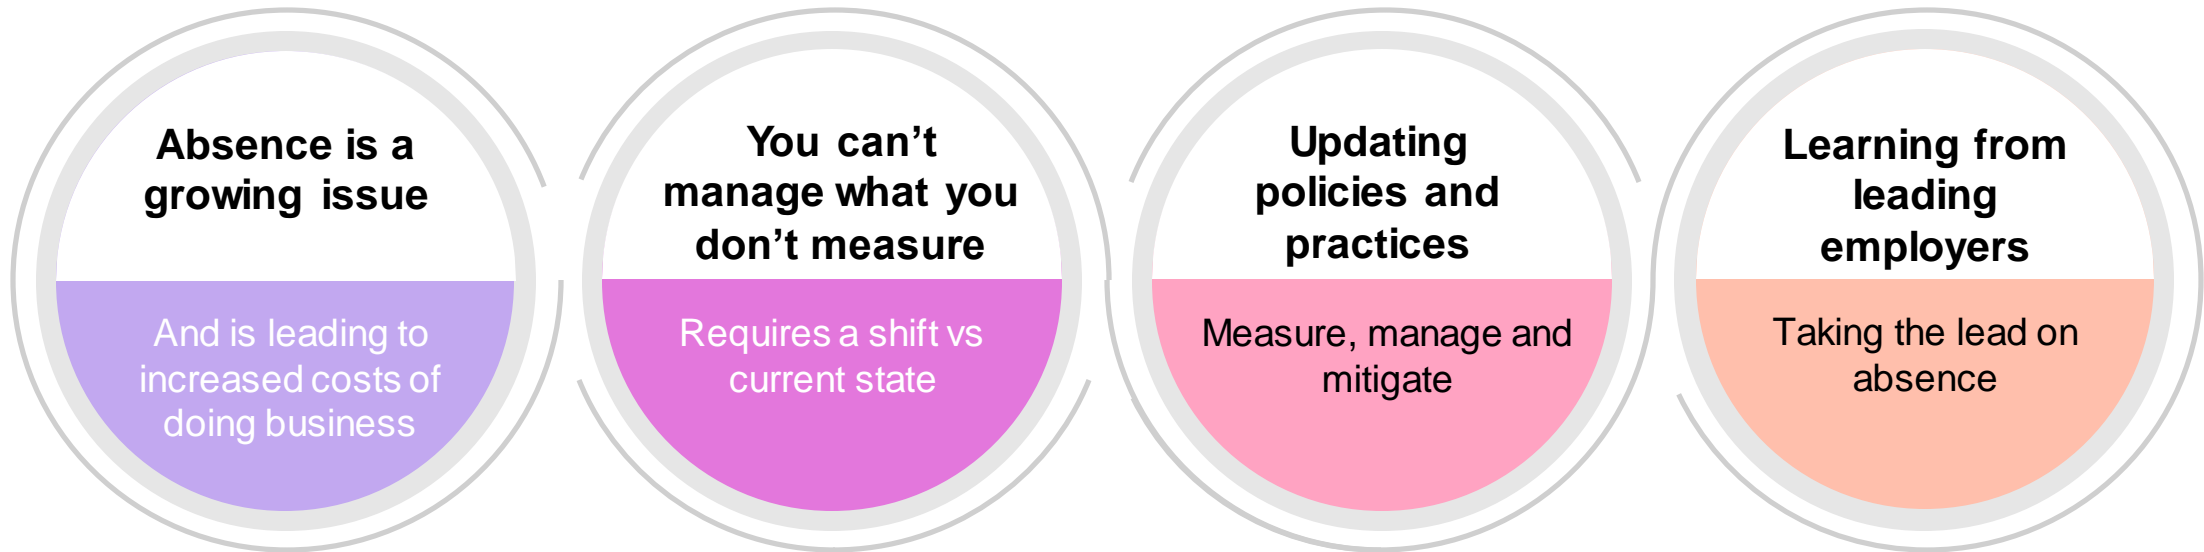 Absence is a
growing issue
And is leading to
increased costs of
doing business
You can’t
manage what you
don’t measure
Requires a shift vs
current state
Updating
policies and
practices
Measure, manage and
mitigate
Learning from
leading
employers
Taking the lead on
absence